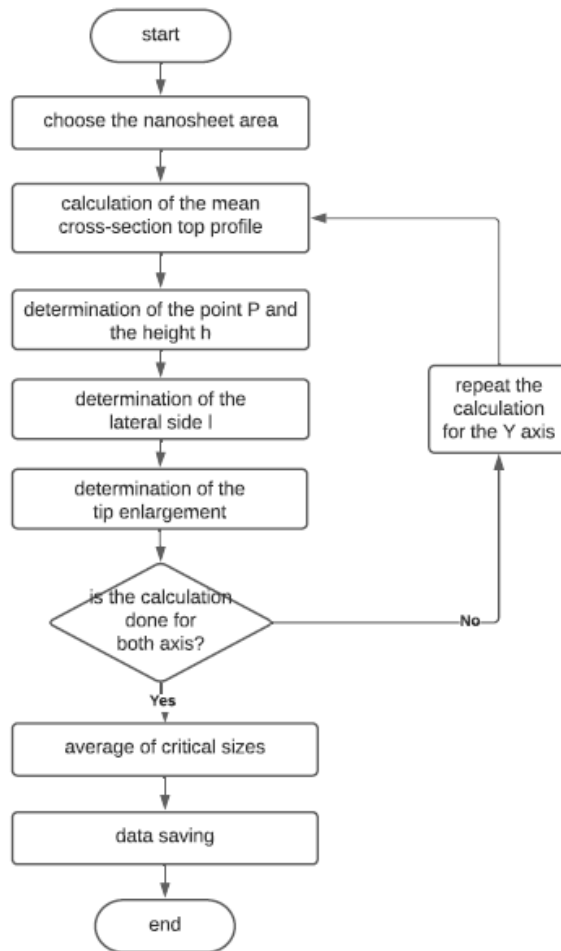 start
choose the nanosheet area
calculation of the mean
cross-section top profile
determination of the point P and
the height h
determination of the
lateral side l
repeat the
calculation
for the Y axis
determination of the
tip enlargement
is the calculation
done for
both axis?
No
Yes
average of critical sizes
data saving
end